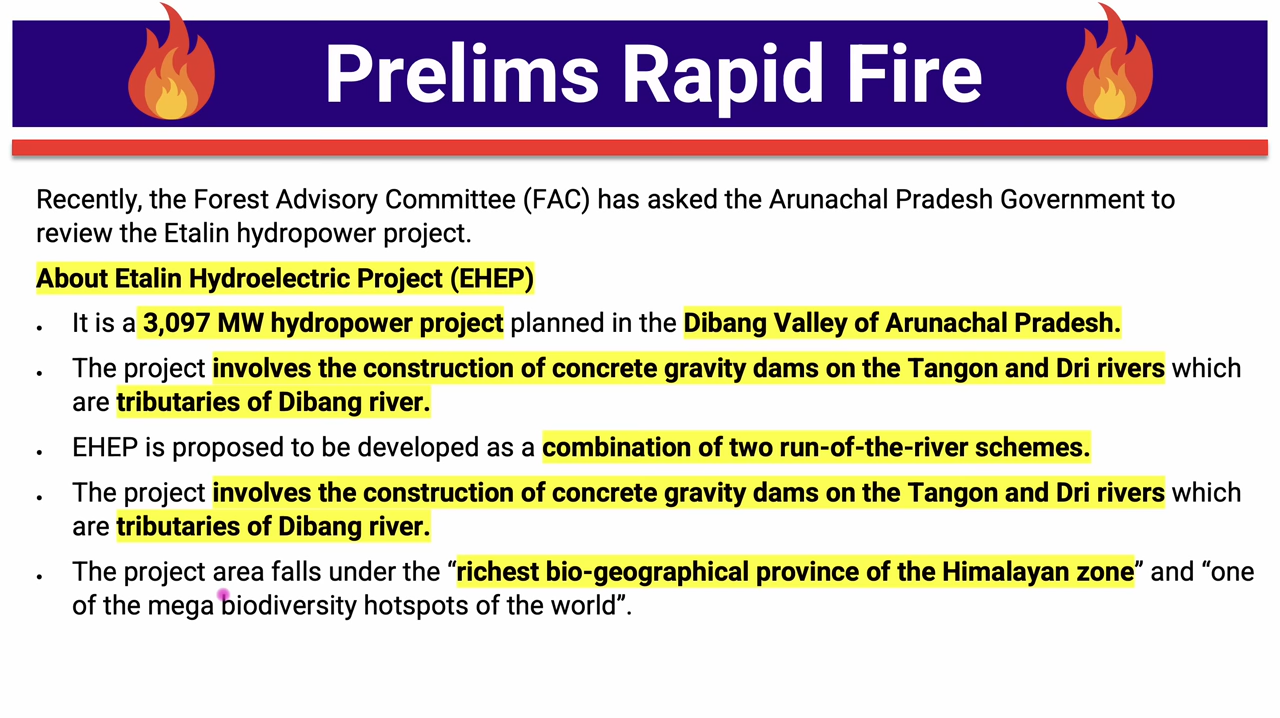 Prelims Rapid Fire
Recently, the Forest Advisory Committee (FAC) has asked the Arunachal Pradesh Government to
review the Etalin hydropower project.
About Etalin Hydroelectric Project (EHEP)
• It is a 3,097 MW hydropower project planned in the Dibang Valley of Arunachal Pradesh.
• The project involves the construction of concrete gravity dams on the Tangon and Dri rivers which
are tributaries of Dibang river.
• EHEP is proposed to be developed as a combination of two run-of-the-river schemes.
• The project involves the construction of concrete gravity dams on the Tangon and Dri rivers which
are tributaries of Dibang river.
• The project area falls under the “richest bio-geographical province of the Himalayan zone” and “one
of the mega biodiversity hotspots of the world”.